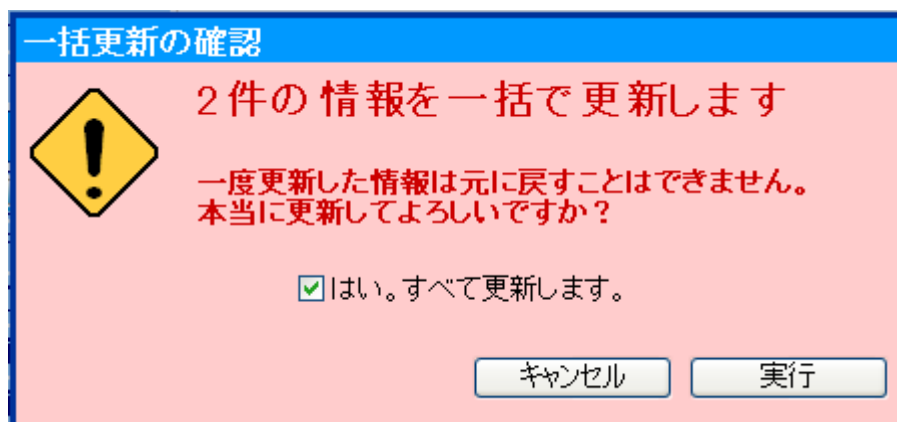 一括更新の確認
2件の情報を一括で更新します
一度更新した情報は元に戻すことはできません。
本当に更新してよろしいですか？
はい。すべて更新します。
キャンセル
実行